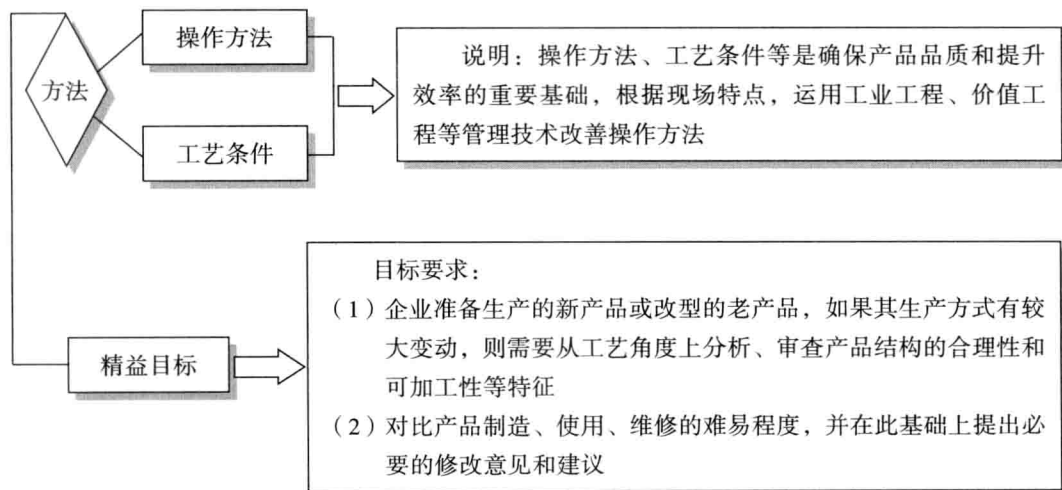 操作方法
方法
工艺条件
说明：操作方法、工艺条件等是确保产品品质和提升
效率的重要基础，根据现场特点，运用工业工程、价值
工程等管理技术改善操作方法
精益目标
目标要求：
（1）企业准备生产的新产品或改型的老产品，如果其生产方式有较
大变动，则需要从工艺角度上分析、审查产品结构的合理性和
可加工性等特征
（2）对比产品制造、使用、维修的难易程度，并在此基础上提出必
要的修改意见和建议